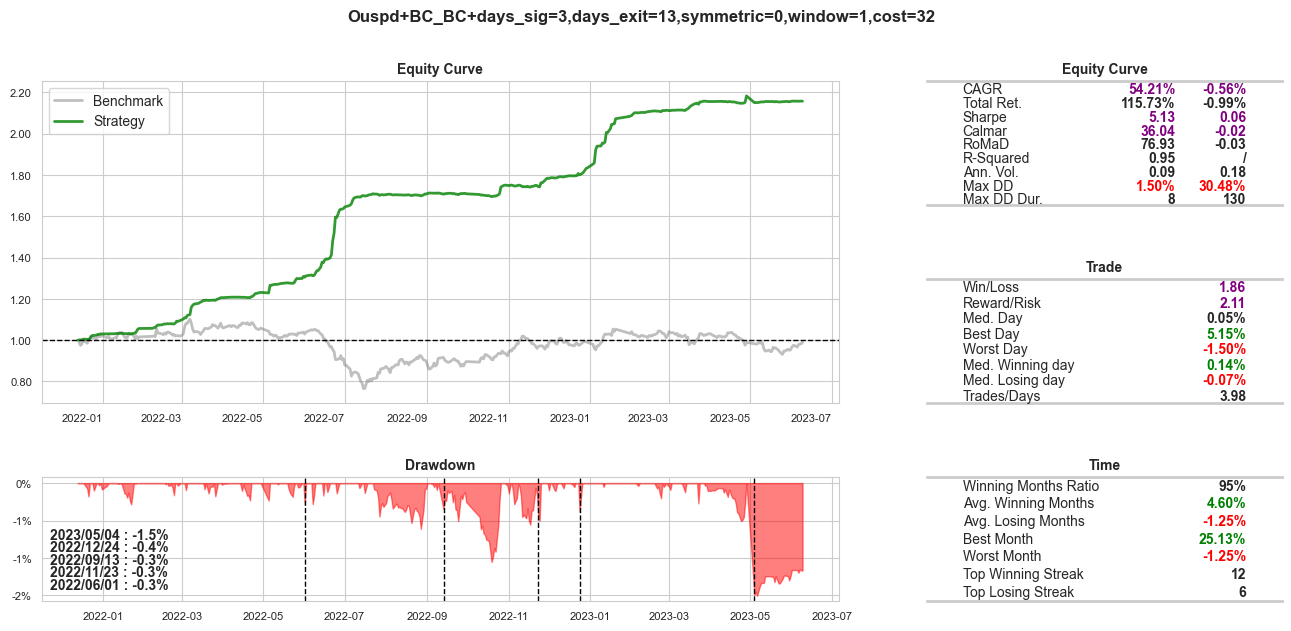 Ouspd+BC_BC+days_sig=3,days_exit=13,symmetric=0,window=1,cost=32
Equity Curve
Benchmark
Strategy
2.20
2.00
1.80
1.60
1.40
1.20
1.00
0.80
2022-01 2022-03 2022-05 2022-07 2022-09 2022-11 2023-01 2023-03 2023-05 2023-07
Equity Curve
CAGR 54.21% -0.56%
Total Ret. 115.73% -0.99%
Sharpe 5.13 0.06
Calmar 36.04 -0.02
RoMaD 76.93 -0.03
R-Squared 0.95 /
Ann. Vol. 0.09 0.18
Max DD 1.50% 30.48%
Max DD Dur. 8 130
Trade
Win/Loss 1.86
Reward/Risk 2.11
Med. Day 0.05%
Best Day 5.15%
Worst Day -1.50%
Med. Winning day 0.14%
Med. Losing day -0.07%
Trades/Days 3.98
Drawdown
0%
-1%
-1%
-2%
2023/05/04 : -1.5%
2022/12/24 : -0.4%
2022/09/13 : -0.3%
2022/11/23 : -0.3%
2022/06/01 : -0.3%
2022-01 2022-03 2022-05 2022-07 2022-09 2022-11 2023-01 2023-03 2023-05 2023-07
Time
Winning Months Ratio 95%
Avg. Winning Months 4.60%
Avg. Losing Months -1.25%
Best Month 25.13%
Worst Month -1.25%
Top Winning Streak 12
Top Losing Streak 6